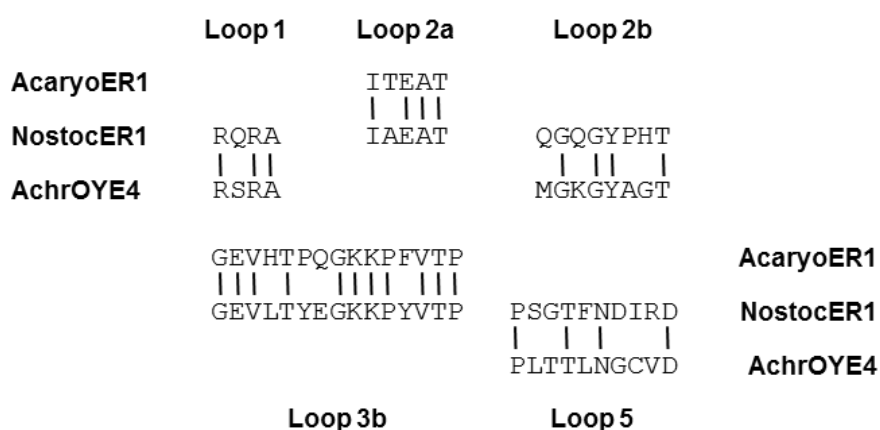 Loop 1 Loop 2a Loop 2b
AcaryoER1 ITEAT
NostocER1 RQRA IAEAT QGQGYPHT
AchrOYE4 RSRA MGKGYAGT
GEVHTPQGKKPFVTP AcaryoER1
GEVLTYEGKKPYVTP PSGTFNDIRD NostocER1
PLTTLNGCVD AchrOYE4
Loop 3b Loop 5